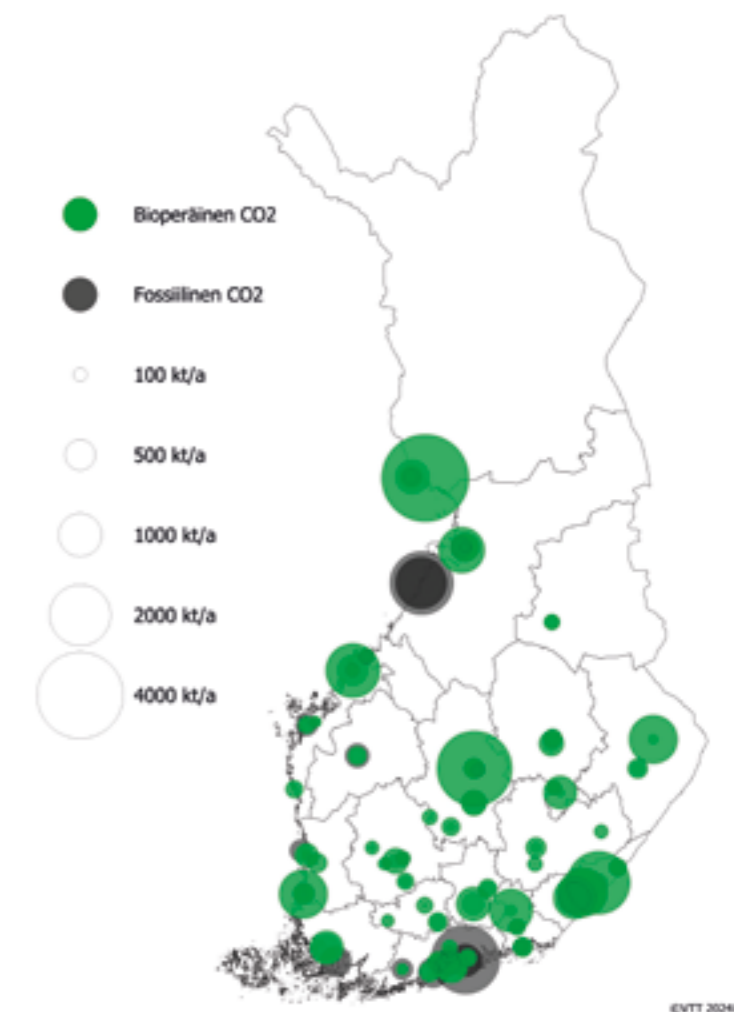 Bioperäinen CO2
Fossiilinen CO2
100 kt/a
500 kt/a
1000 kt/a
2000 kt/a
4000 kt/a
©VTT 2024